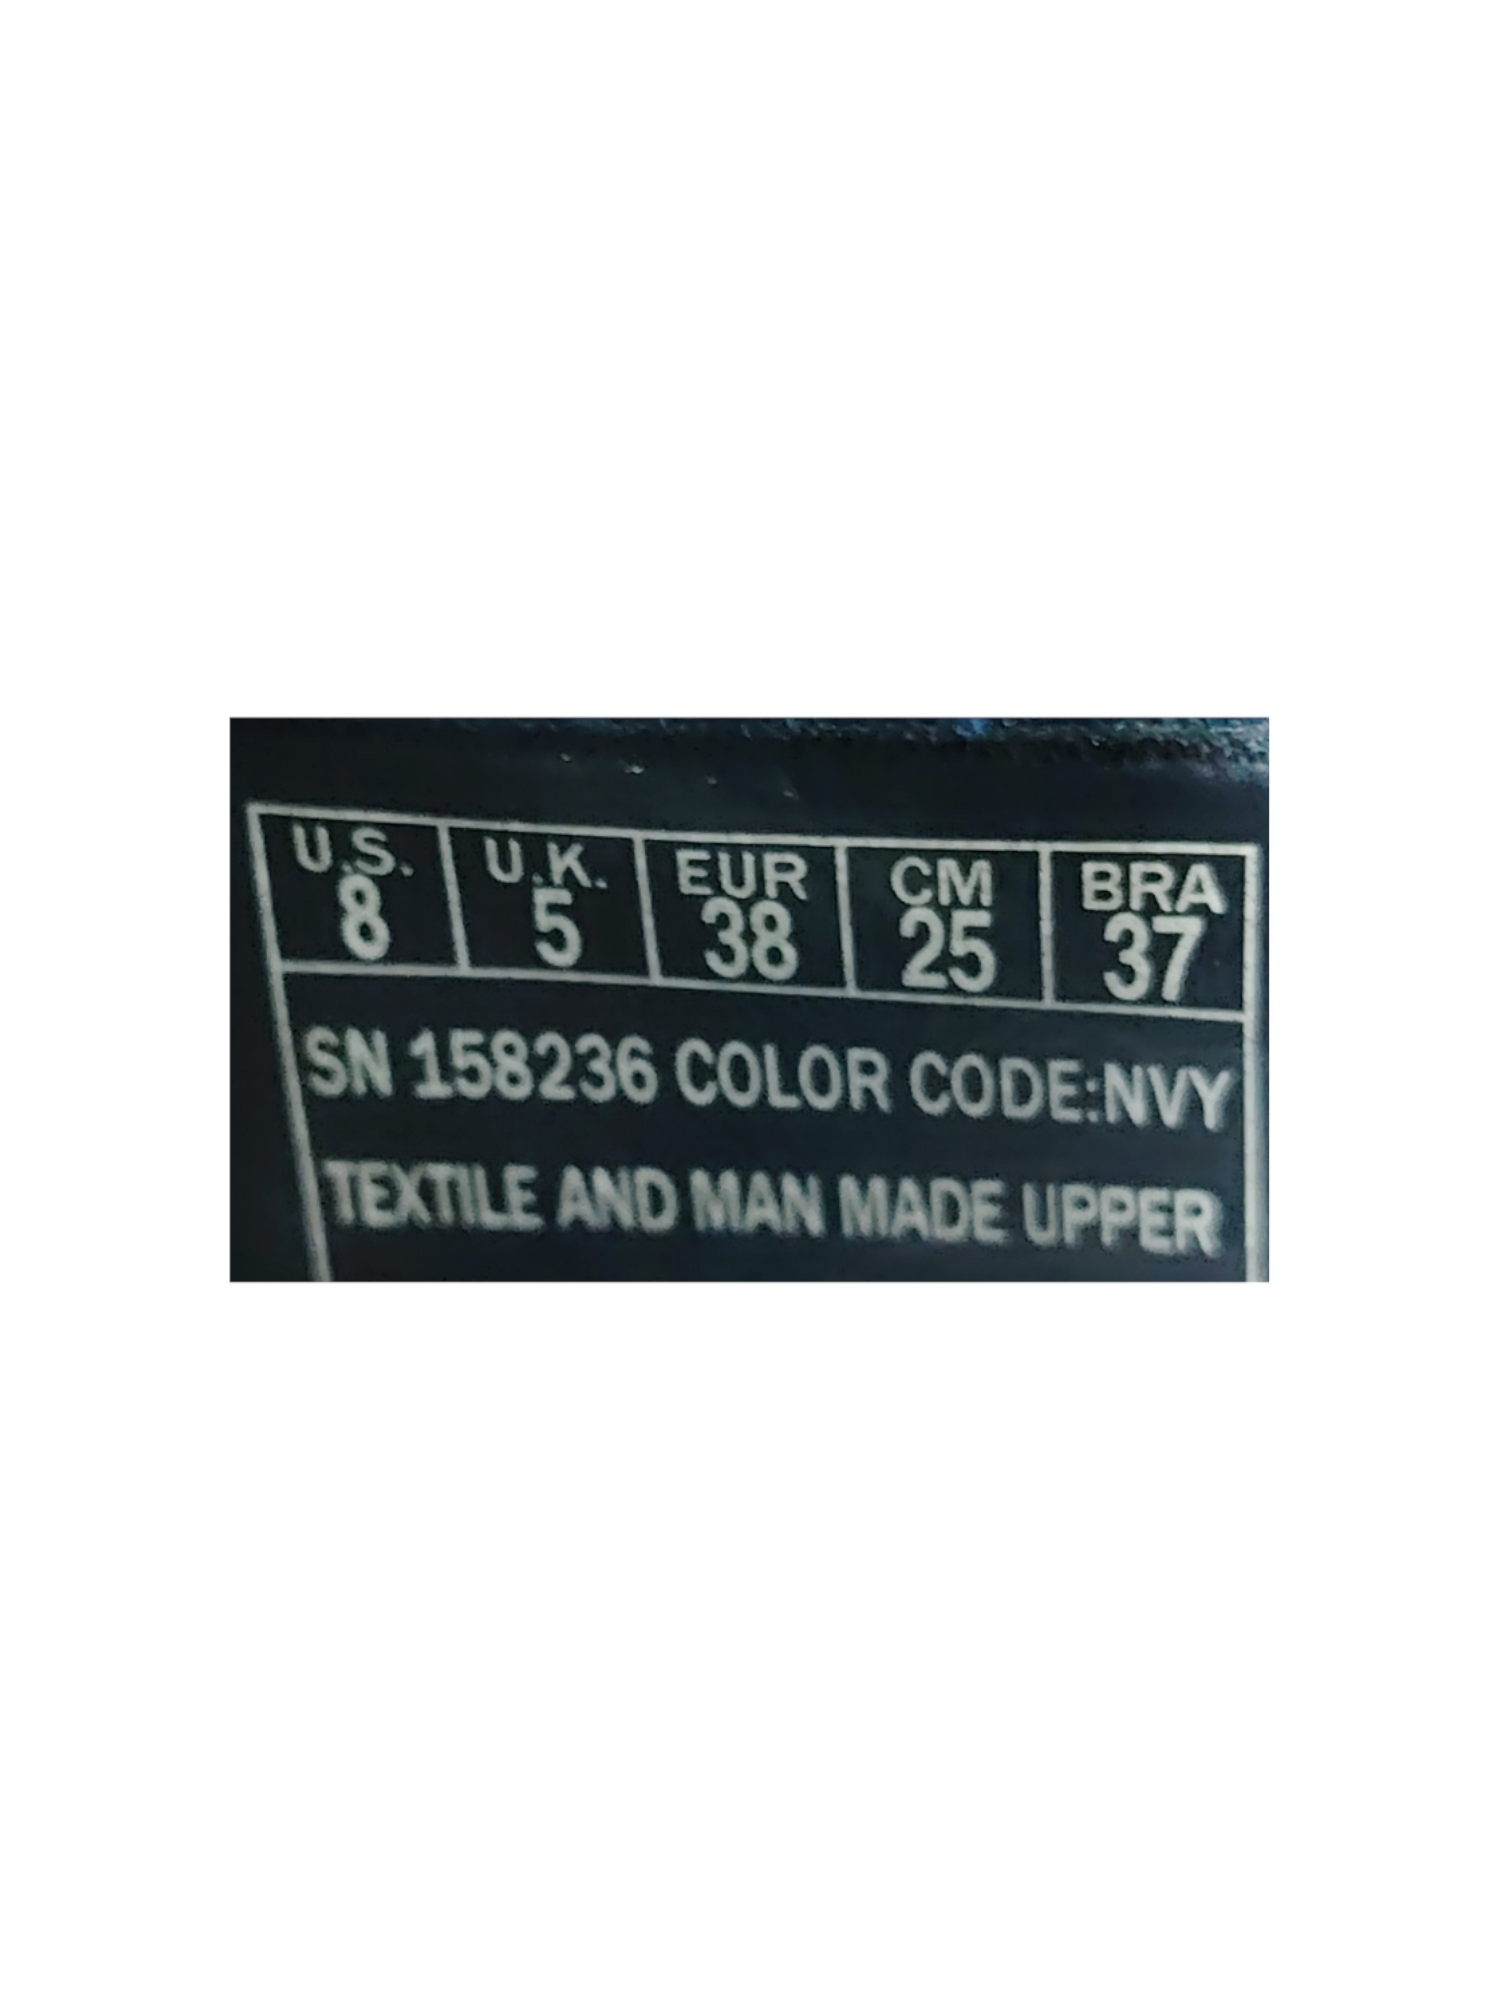 U.S. U.K. EUR CM BRA
8 5 38 25 37
SN 158236 COLOR CODE:NVY
TEXTILE AND MAN MADE UPPER